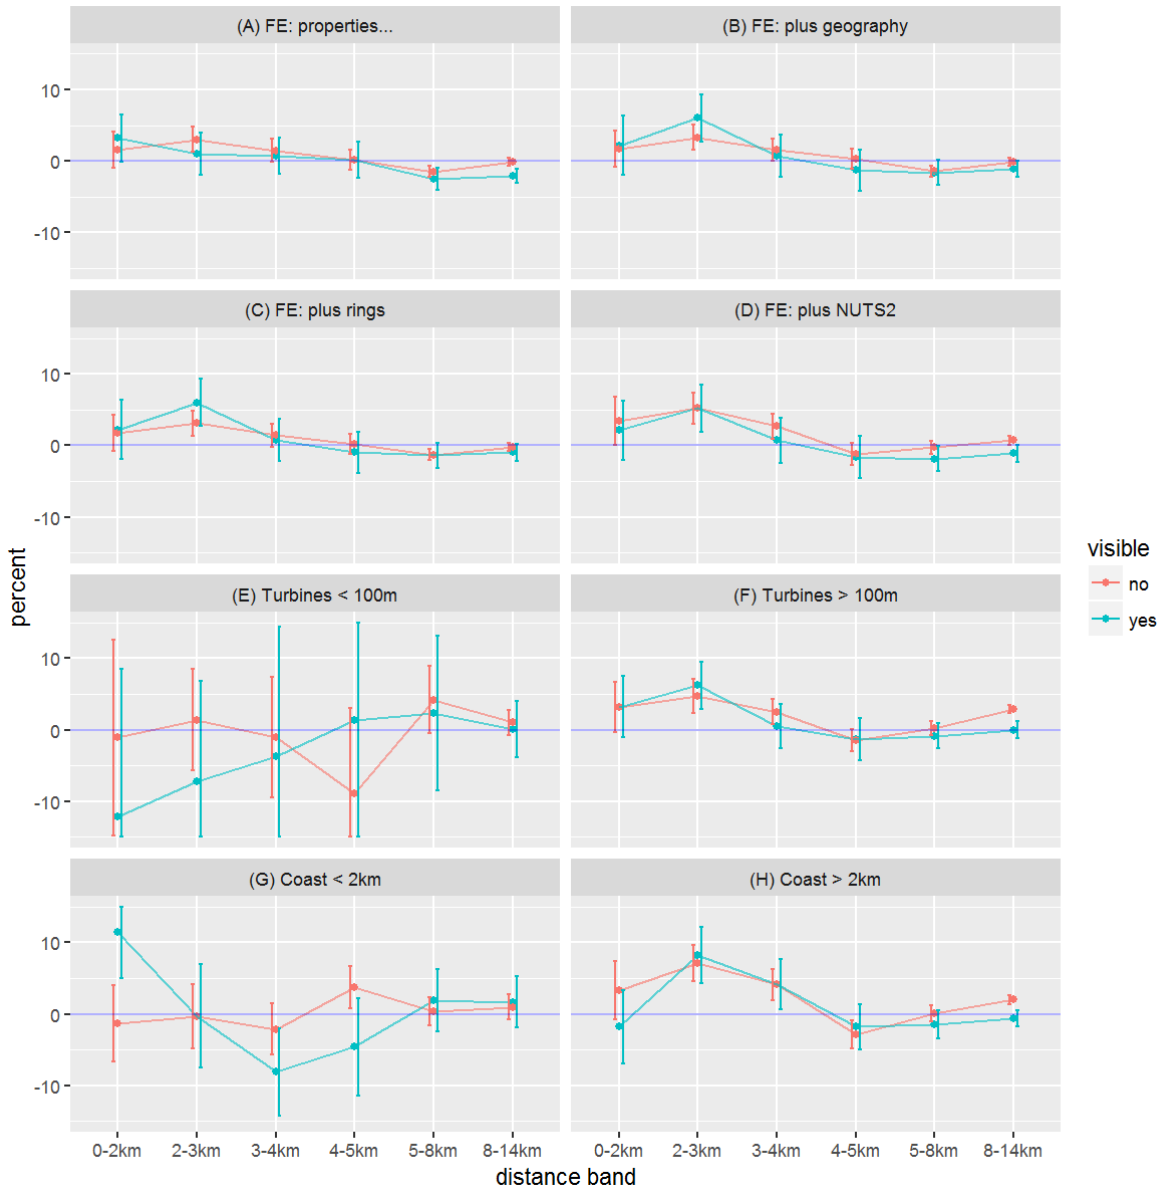 (A) FE: properties...
(B) FE: plus geography
10
0
-10
(C) FE: plus rings
(D) FE: plus NUTS2
10
0
-10
(E) Turbines < 100m
(F) Turbines > 100m
10
0
-10
(G) Coast < 2km
(H) Coast > 2km
10
0
-10
0-2km 2-3km 3-4km 4-5km 5-8km 8-14km
0-2km 2-3km 3-4km 4-5km 5-8km 8-14km
distance band
percent
visible
no
yes